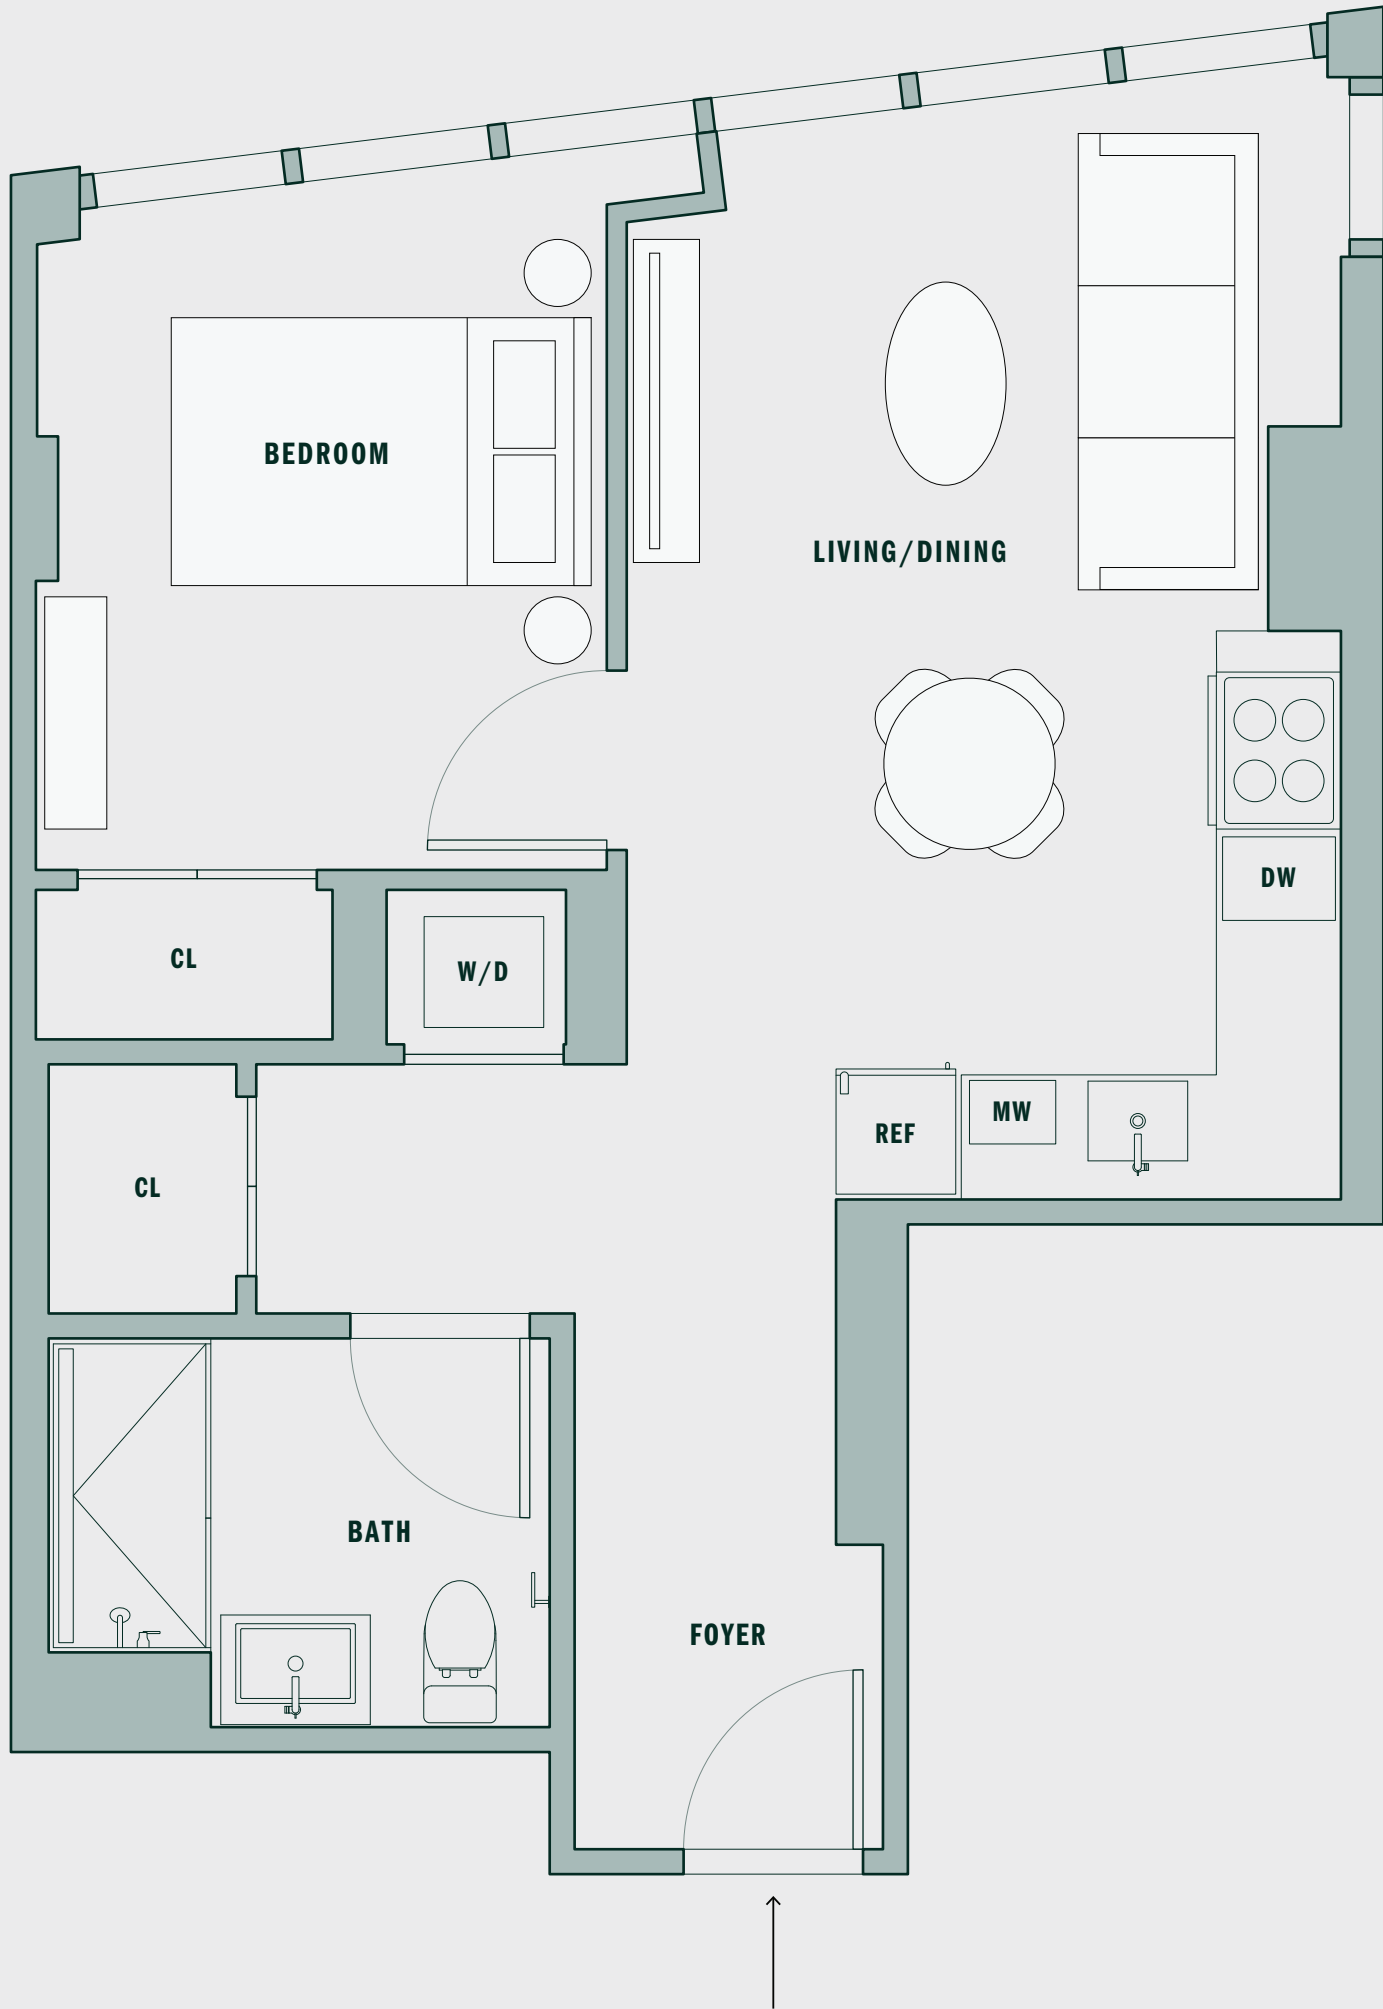 BEDROOM
LIVING/DINING
DW
CL
W/D
MW
REF
CL
BATH
FOYER